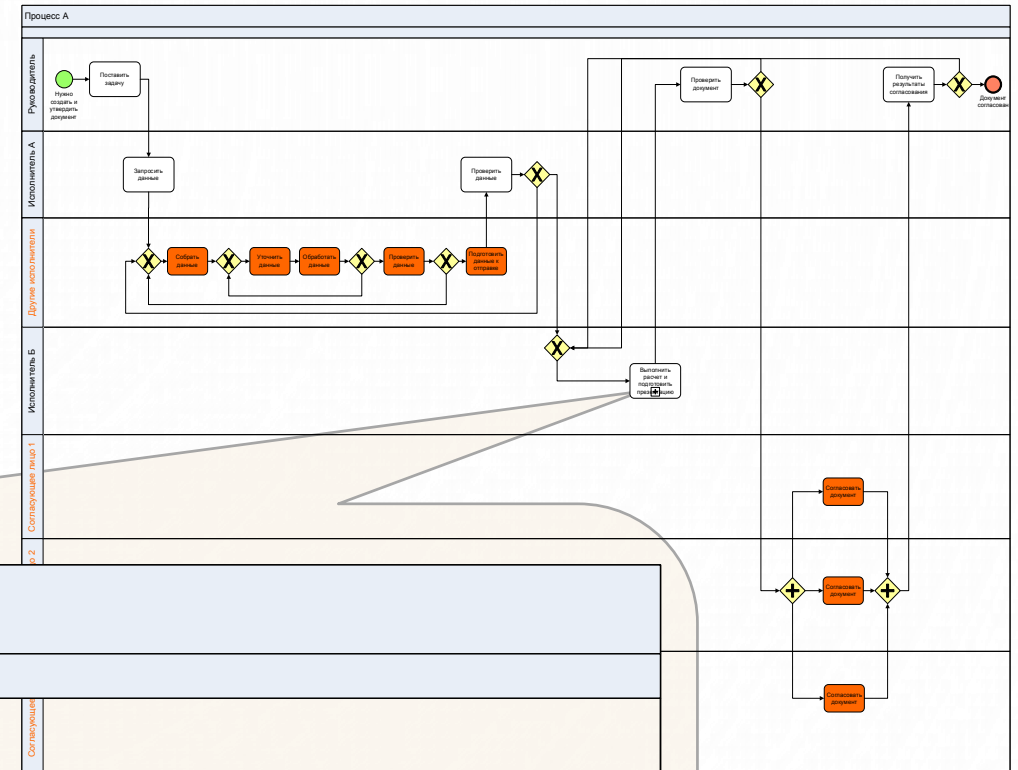 Процесс А
Руководитель
Нужно
создать и
утвердить
документ
Поставить
задачу
Проверить
документ
Получить
результаты
согласования
Документ
согласован
Исполнитель А
Запросить
данные
Проверить
данные
Другие исполнители
Собрать
данные
Уточнить
данные
Обработать
данные
Проверить
данные
Подготовить
данные к
отправке
Исполнитель Б
Выполнить
расчет и
подготовить
Согласующее лицо 1
Согласовать
документ
2
Согласовать
документ
Согласующее
Согласовать
документ